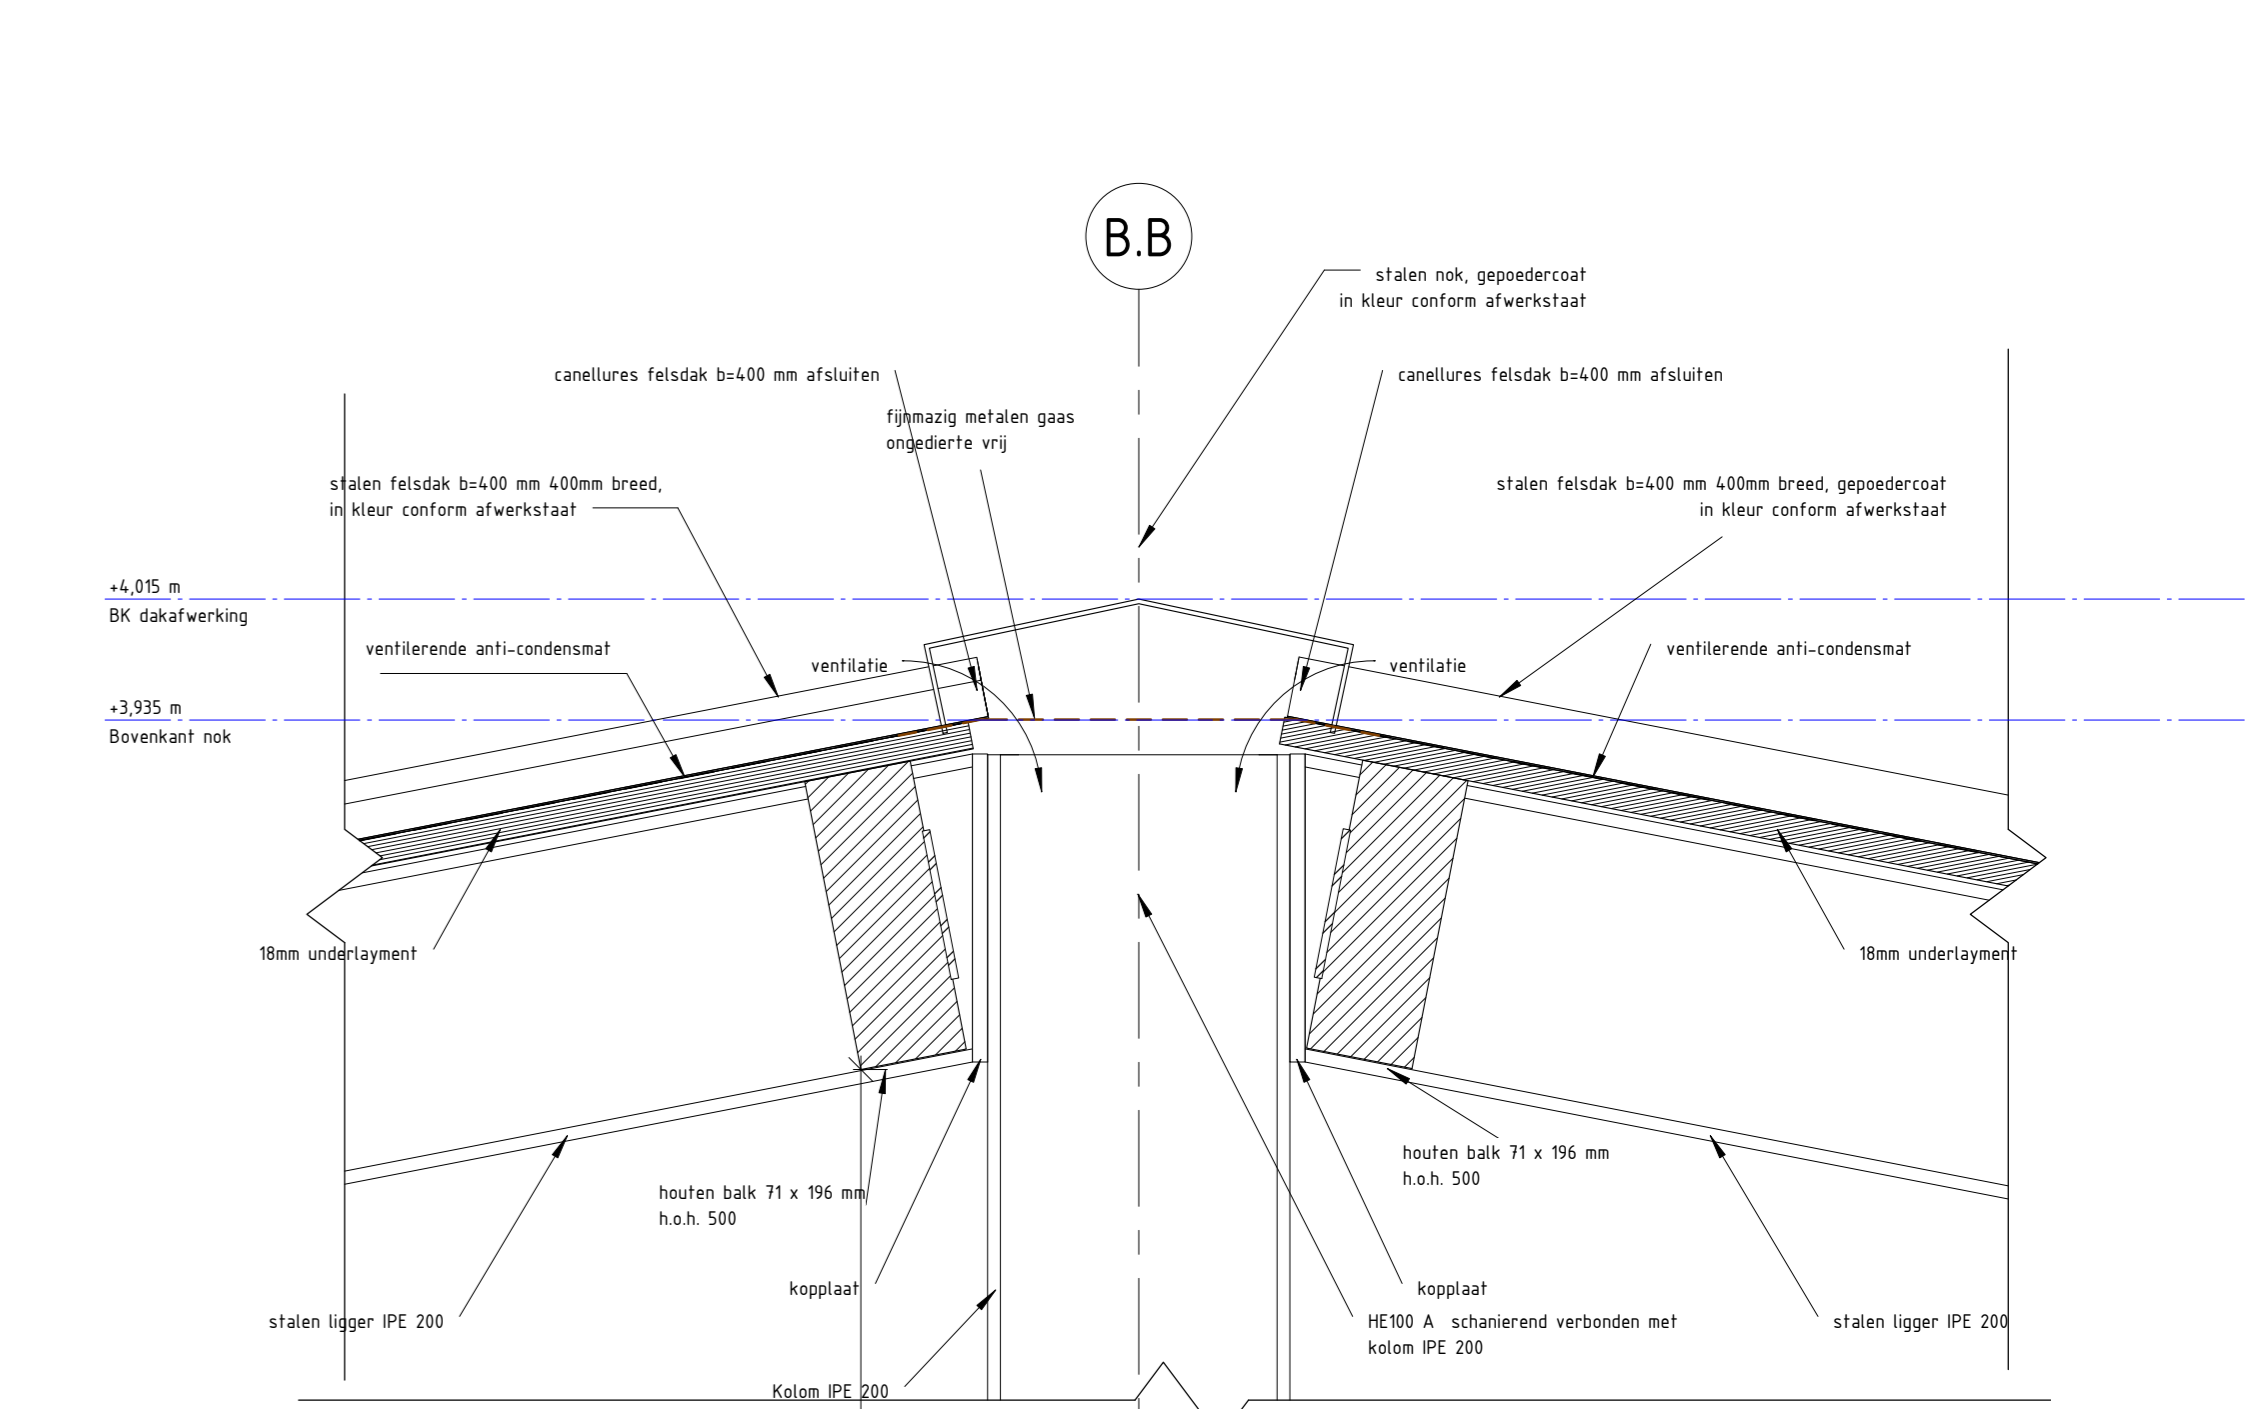 B.B
stalen nok, gepoedercoat
in kleur conform afwerkstaat
canellures felsdak b=400 mm afsluiten
canellures felsdak b=400 mm afsluiten
fijnmazig metalen gaas
ongedierte vrij
stalen felsdak b=400 mm 400mm breed,
in kleur conform afwerkstaat
stalen felsdak b=400 mm 400mm breed, gepoedercoat
in kleur conform afwerkstaat
+4,015 m
BK dakafwerking
ventilerende anti-condensmat
ventilatie
ventilatie
ventilerende anti-condensmat
+3,935 m
Bovenkant nok
18mm underlayment
18mm underlayment
houten balk 71 x 196 mm
h.o.h. 500
houten balk 71 x 196 mm
h.o.h. 500
kopplaat
kopplaat
stalen ligger IPE 200
HE100 A  schanierend verbonden met
kolom IPE 200
stalen ligger IPE 200
Kolom IPE 200